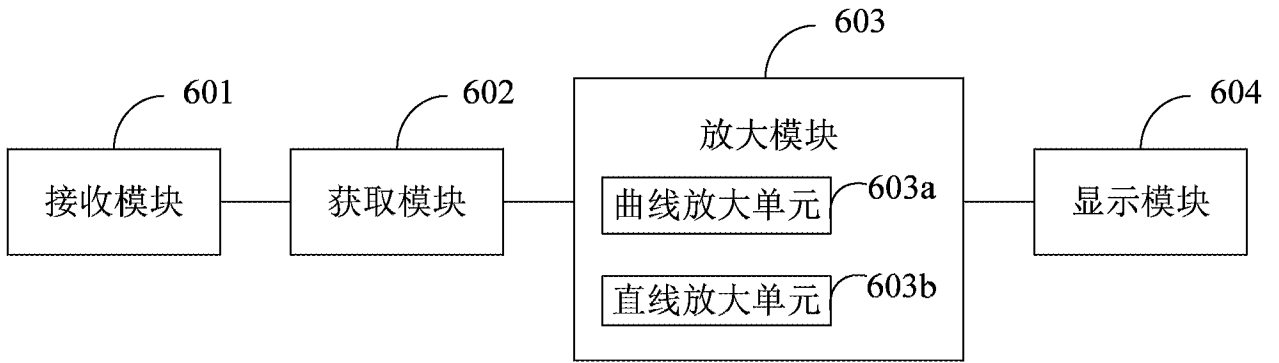 603
601
602
604
放大模块
接收模块
获取模块
603a
曲线放大单元
显示模块
603b
直线放大单元